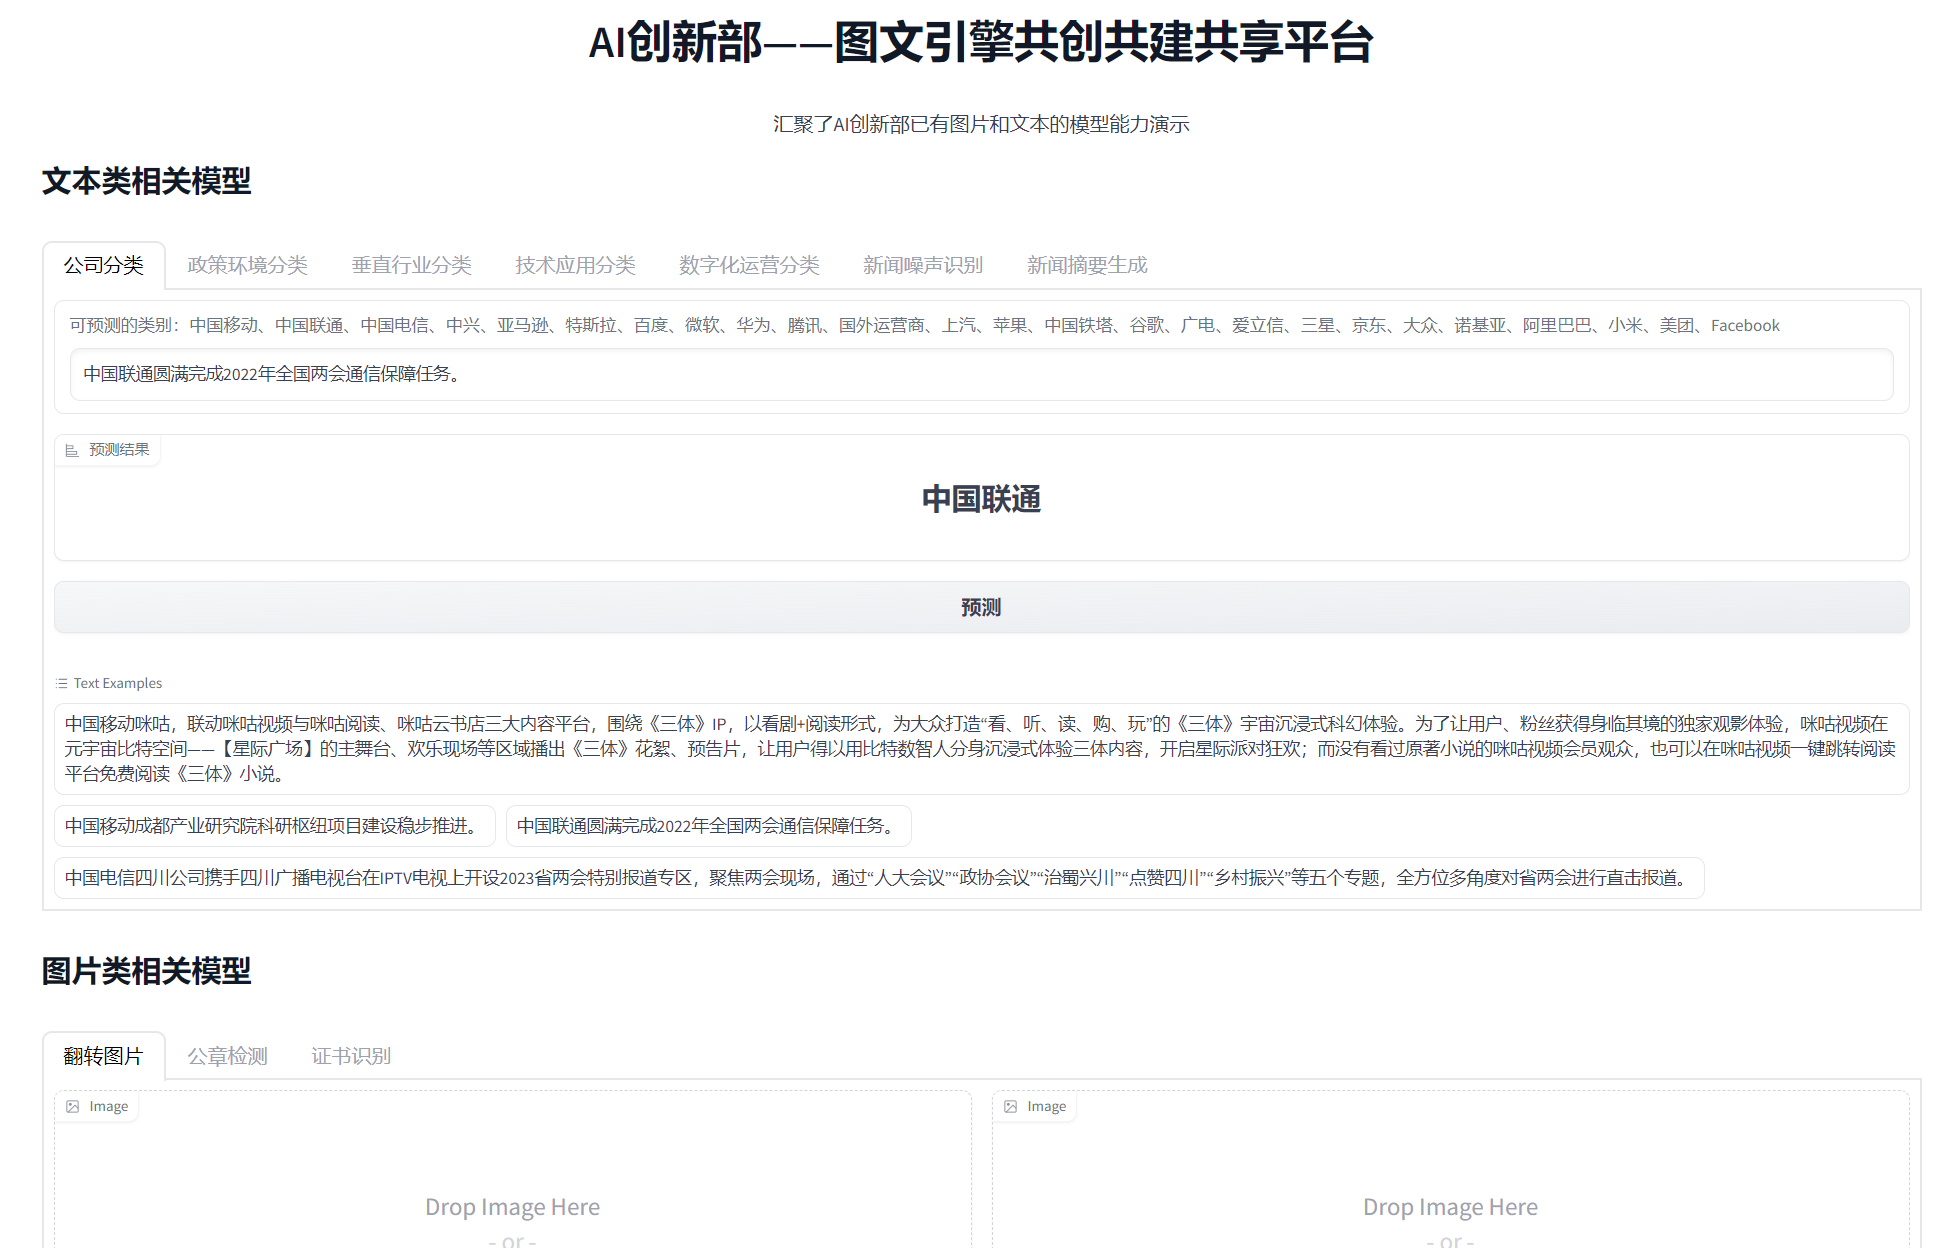 AI创新部——图文引擎共创共建共享平台
汇聚了AI创新部已有图片和文本的模型能力演示
文本类相关模型
公司分类 政策环境分类 垂直行业分类 技术应用分类 数字化运营分类 新闻噪声识别 新闻摘要生成
可预测的类别：中国移动、中国联通、中国电信、中兴、亚马逊、特斯拉、百度、微软、华为、腾讯、国外运营商、上汽、苹果、中国铁塔、谷歌、广电、爱立信、三星、京东、大众、诺基亚、阿里巴巴、小米、美团、Facebook
中国联通圆满完成2022年全国两会通信保障任务。
预测结果
中国联通
预测
Text Examples
中国移动咪咕，联动咪咕视频与咪咕阅读、咪咕云书店三大内容平台，围绕《三体》IP，以看剧+阅读形式，为大众打造“看、听、读、购、玩”的《三体》宇宙沉浸式科幻体验。为了让用户、粉丝获得身临其境的独家观影体验，咪咕视频在
元宇宙比特空间——【星际广场】的主舞台、欢乐现场等区域播出《三体》花絮、预告片，让用户得以用比特数智人分身沉浸式体验三体内容，开启星际派对狂欢；而没有看过原著小说的咪咕视频会员观众，也可以在咪咕视频一键跳转阅读
平台免费阅读《三体》小说。
中国移动成都产业研究院科研枢纽项目建设稳步推进。 中国联通圆满完成2022年全国两会通信保障任务。
中国电信四川公司携手四川广播电视台在IPTV电视上开设2023省两会特别报道专区，聚焦两会现场，通过“人大会议”“政协会议”“治蜀兴川”“点赞四川”“乡村振兴”等五个专题，全方位多角度对省两会进行直击报道。
图片类相关模型
翻转图片 公章检测 证书识别
Image Image
Drop Image Here Drop Image Here
- or - - or -